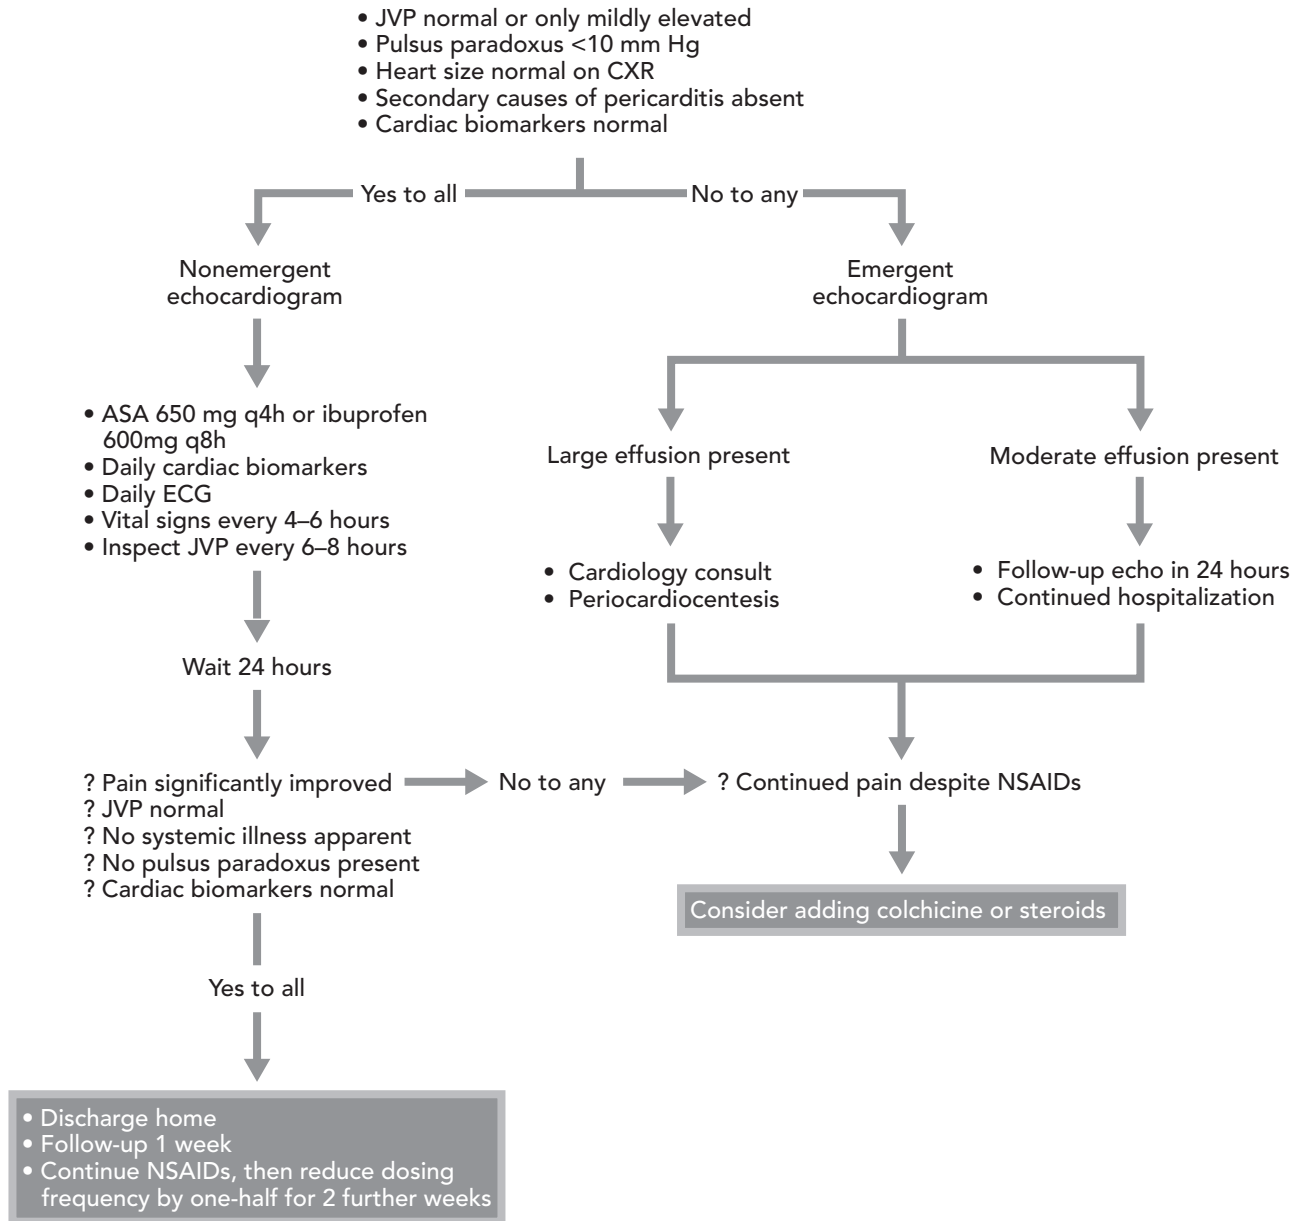 • JVP normal or only mildly elevated
• Pulsus paradoxus <10 mm Hg
• Heart size normal on CXR
• Secondary causes of pericarditis absent
• Cardiac biomarkers normal
Yes to all
No to any
Nonemergent
echocardiogram
Emergent
echocardiogram
• ASA 650 mg q4h or ibuprofen
600mg q8h
• Daily cardiac biomarkers
• Daily ECG
• Vital signs every 4–6 hours
• Inspect JVP every 6–8 hours
Large effusion present
Moderate effusion present
• Cardiology consult
• Periocardiocentesis
• Follow-up echo in 24 hours
• Continued hospitalization
Wait 24 hours
? Pain significantly improved
? JVP normal
? No systemic illness apparent
? No pulsus paradoxus present
? Cardiac biomarkers normal
No to any
? Continued pain despite NSAIDs
Consider adding colchicine or steroids
Yes to all
• Discharge home
• Follow-up 1 week
• Continue NSAIDs, then reduce dosing
frequency by one-half for 2 further weeks